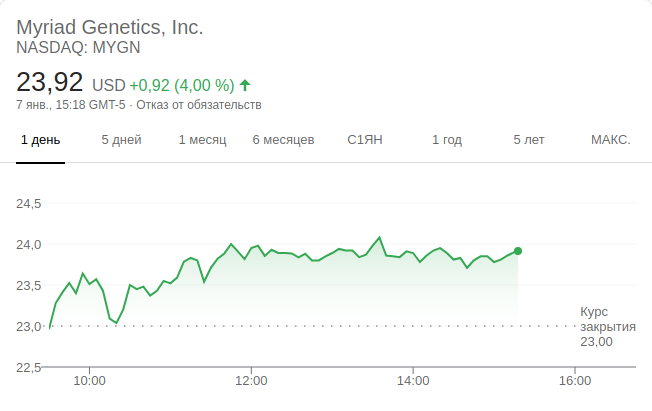 Myriad Genetics, Inc.
NASDAQ: MYGN
23,92 USD +0,92 (4,00 %)
7 янв., 15:18 GMT-5 · Отказ от обязательств
1 день 5 дней 1 месяц 6 месяцев С1ЯН 1 год 5 лет МАКС.
24,5
24,0
23,5
Курс
23,0 закрытия
23,00
22,5
10:00 12:00 14:00 16:00